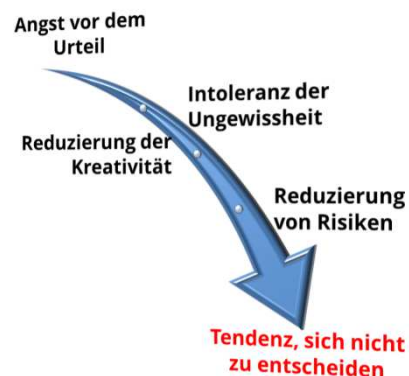 Angst vor dem
Urteil
Intoleranz der
Ungewissheit
Reduzierung der
Kreativität
Reduzierung
von Risiken
Tendenz, sich nicht
zu entscheiden